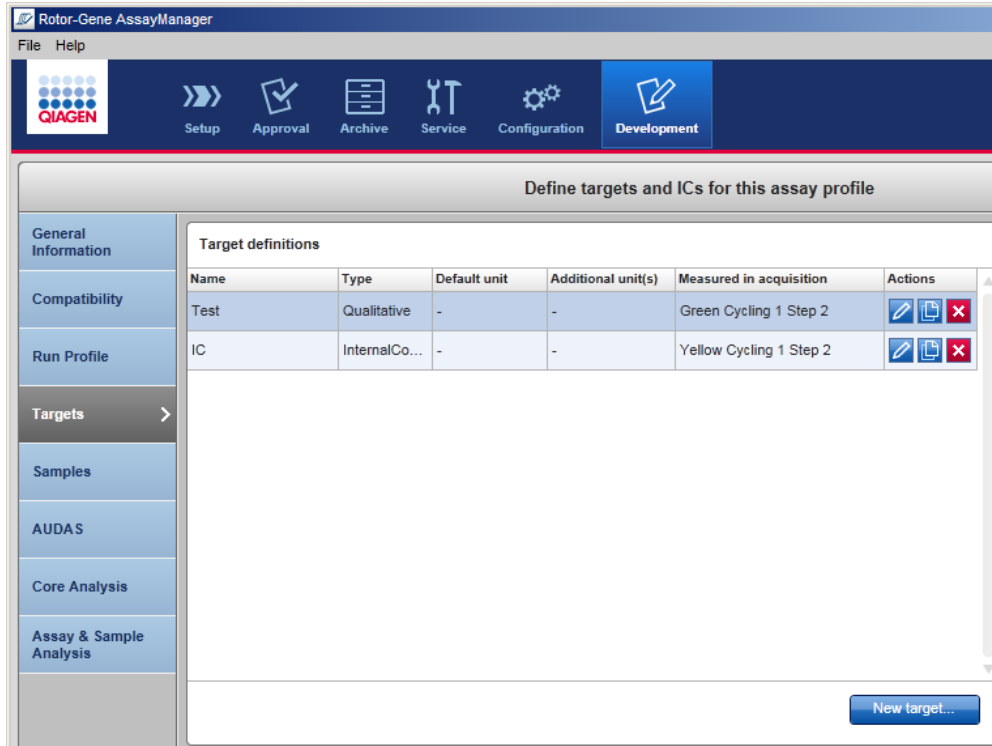 Rotor-Gene AssayManager
File Help
QIAGEN
Setup Approval Archive Service Configuration Development
Define targets and ICs for this assay profile
General
Information
Compatibility
Run Profile
Targets
Samples
AUDAS
Core Analysis
Assay & Sample
Analysis
Target definitions
Name Type Default unit Additional unit(s) Measured in acquisition Actions
Test Qualitative - - Green Cycling 1 Step 2
IC InternalCo... - - Yellow Cycling 1 Step 2
New target...